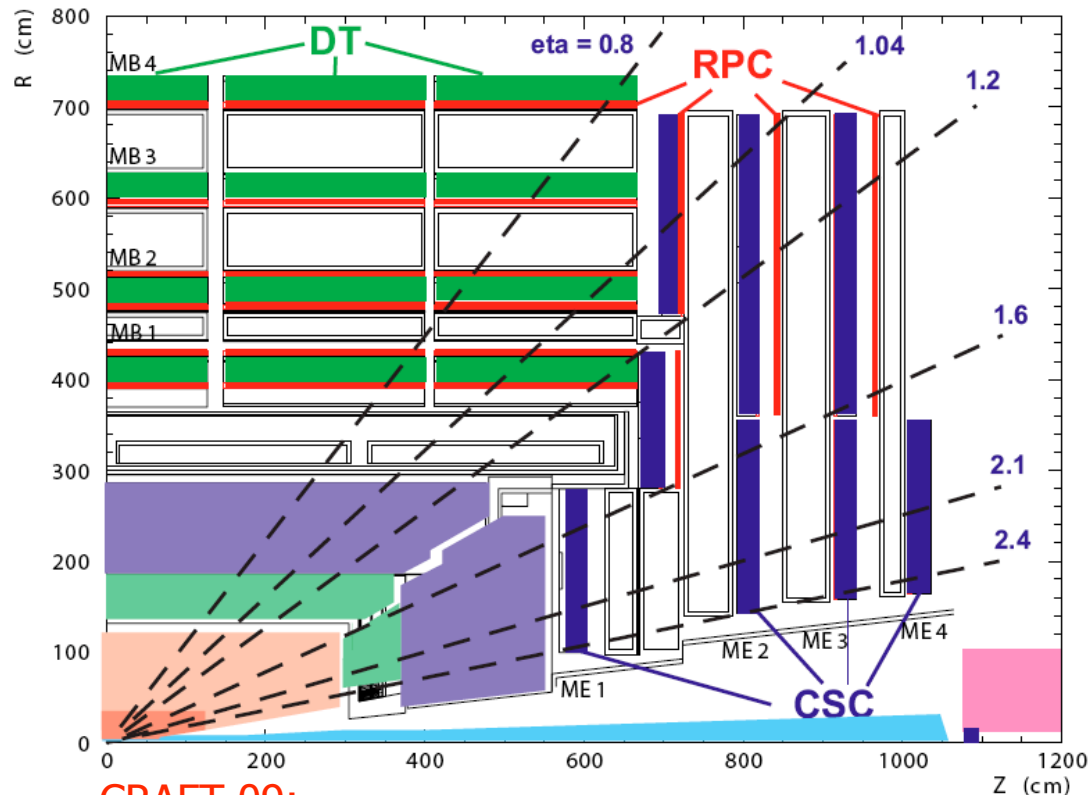 R (cm)
800
700
600
500
400
300
200
100
0
MB 4
MB 3
MB 2
MB 1
DT
eta = 0.8
1.04
RPC
1.2
1.6
2.1
2.4
ME 1
ME 2
ME 3
ME 4
CSC
0
200
400
600
800
1000
1200
Z (cm)
CRAFT 09: